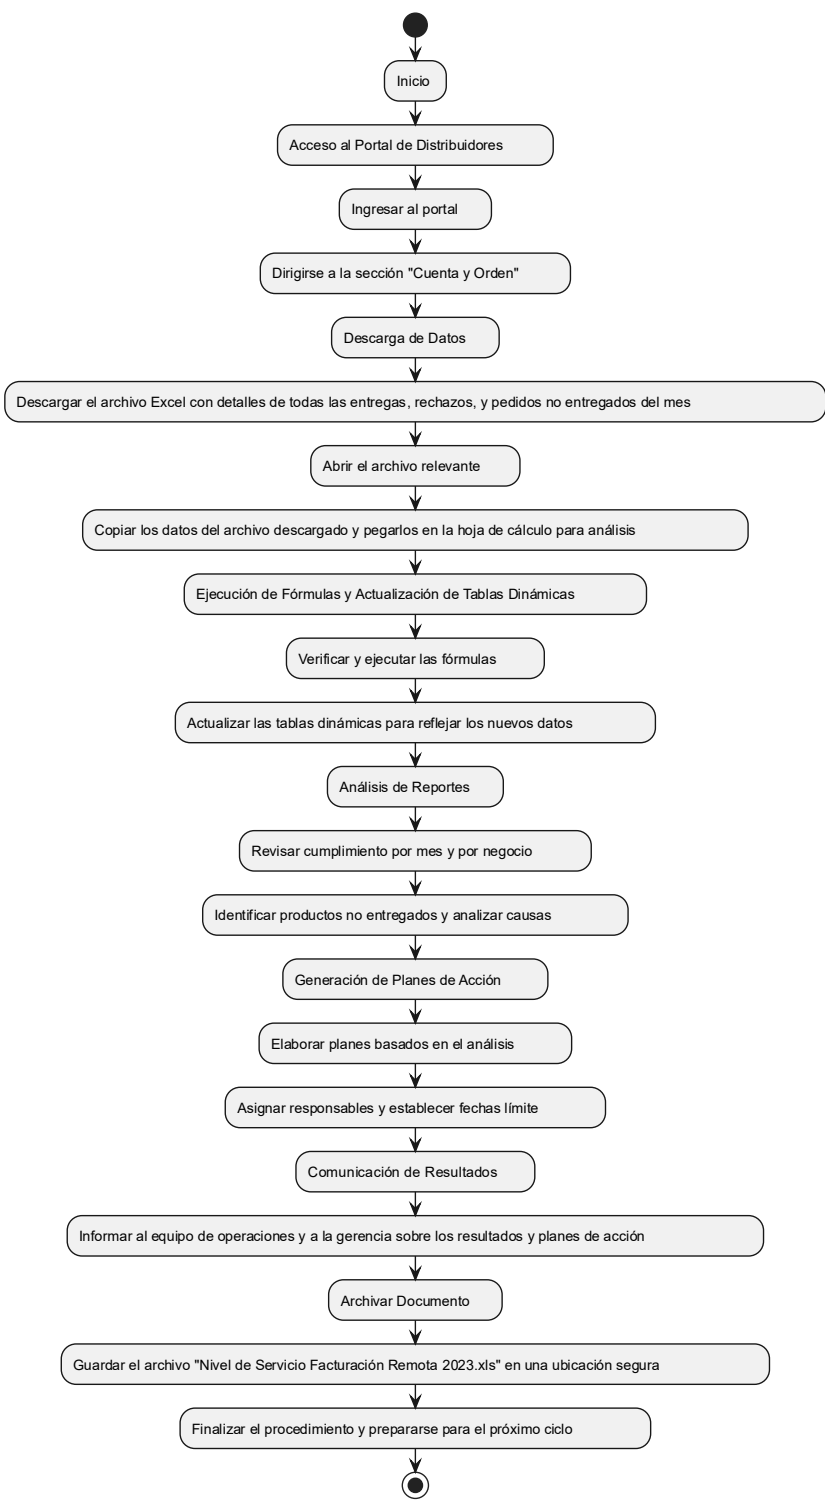 Inicio
Acceso al Portal de Distribuidores
Ingresar al portal
Dirigirse a la sección "Cuenta y Orden"
Descarga de Datos
Descargar el archivo Excel con detalles de todas las entregas, rechazos, y pedidos no entregados del mes
Abrir el archivo relevante
Copiar los datos del archivo descargado y pegarlos en la hoja de cálculo para análisis
Ejecución de Fórmulas y Actualización de Tablas Dinámicas
Verificar y ejecutar las fórmulas
Actualizar las tablas dinámicas para reflejar los nuevos datos
Análisis de Reportes
Revisar cumplimiento por mes y por negocio
Identificar productos no entregados y analizar causas
Generación de Planes de Acción
Elaborar planes basados en el análisis
Asignar responsables y establecer fechas límite
Comunicación de Resultados
Informar al equipo de operaciones y a la gerencia sobre los resultados y planes de acción
Archivar Documento
Guardar el archivo "Nivel de Servicio Facturación Remota 2023.xls" en una ubicación segura
Finalizar el procedimiento y prepararse para el próximo ciclo